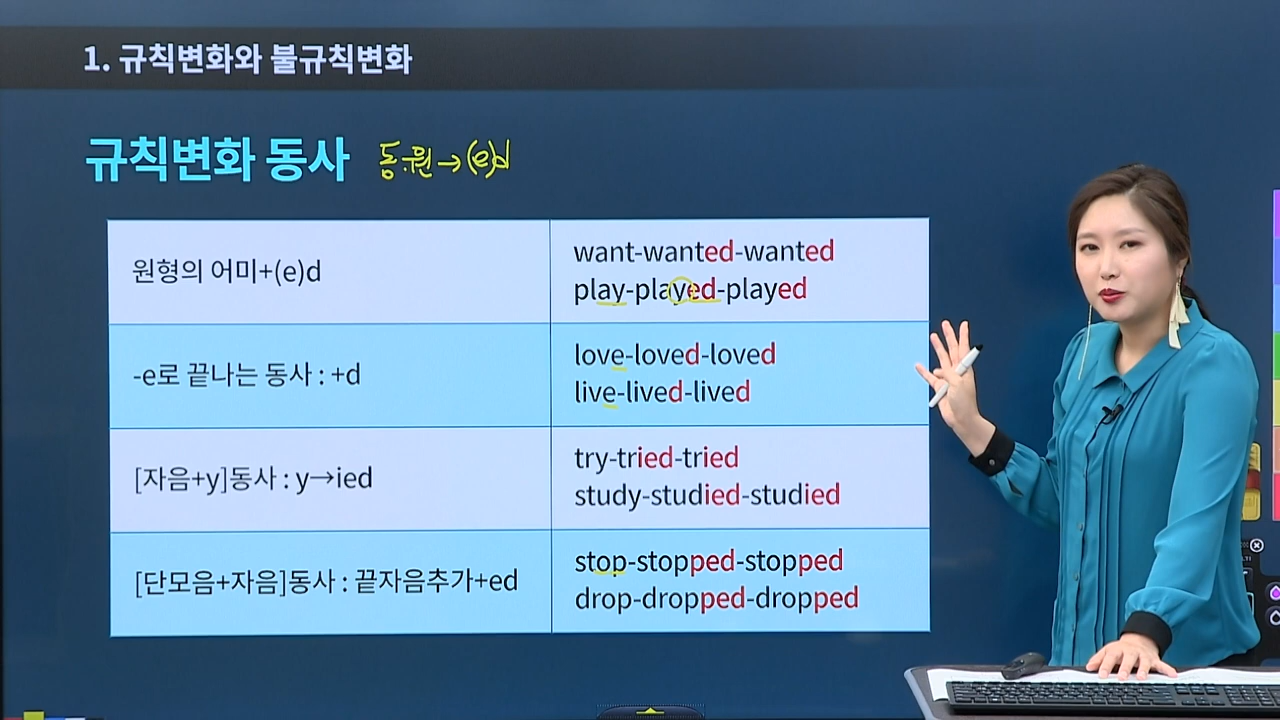 1. 규칙변화와 불규칙변화
규칙변화 동사 동.원→(e)d
원형의 어미+(e)d
want-wanted-wanted
play-played-played
-e로 끝나는 동사 : +d
love-loved-loved
live-lived-lived
[자음+y]동사 : y→ied
try-tried-tried
study-studied-studied
[단모음+자음]동사 : 끝자음추가+ed
stop-stopped-stopped
drop-dropped-dropped